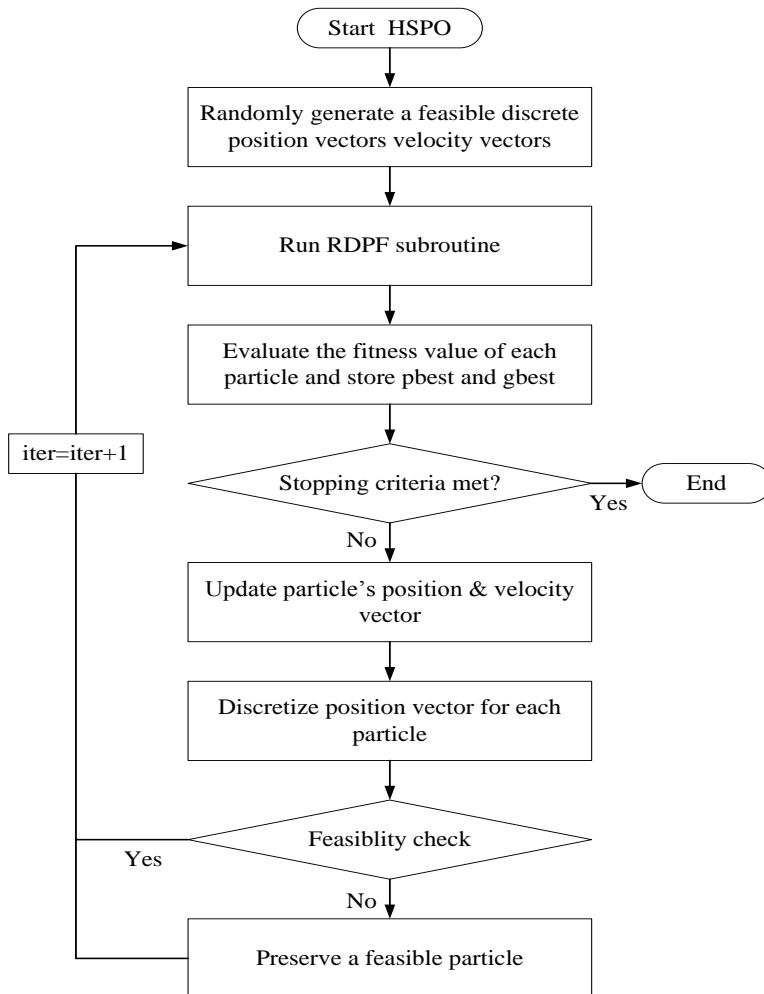 Start HSPO
Randomly generate a feasible discrete
position vectors velocity vectors
Run RDPF subroutine
Evaluate the fitness value of each
particle and store pbest and gbest
iter=iter+1
Stopping criteria met?
Yes
End
No
Update particle's position & velocity
vector
Discretize position vector for each
particle
Feasiblity check
Yes
No
Preserve a feasible particle